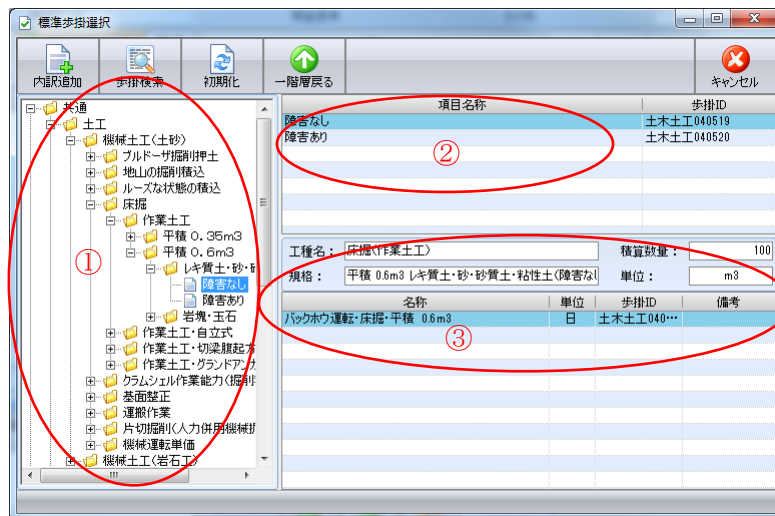 標準歩掛選択
内訳追加
歩掛検索
初期化
一階層戻る
キャンセル
共通
土工
機械土工(土砂)
ブルドーザ掘削押土
地山の掘削積込
ルーズな状態の積込
床掘
作業土工
平積 0.35m3
平積 0.6m3
レキ質土・砂・
障害なし
障害あり
岩塊・玉石
作業土工・自立式
作業土工・切梁腹起方
作業土工・グランドアンカ
クラムシェル作業能力(掘削
基面整正
運搬作業
片切掘削(人力併用機械掘
機械運転単価
機械土工(岩石工)
①
項目名称 歩掛ID
障害なし 土木土工040519
障害あり 土木土工040520
②
工種名: 床掘(作業土工) 積算数量: 100
規格: 平積 0.6m3 レキ質土・砂・砂質土・粘性土(障害なし 単位: m3
名称 単位 歩掛ID 備考
バックホウ運転・床掘・平積 0.6m3 日 土木土工040…
③